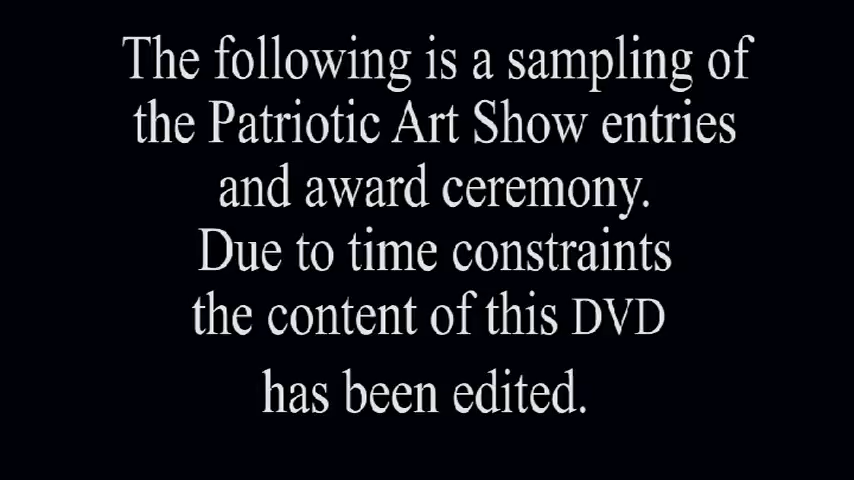 The following is a sampling of
the Patriotic Art Show entries
and award ceremony.
Due to time constraints
the content of this DVD
has been edited.